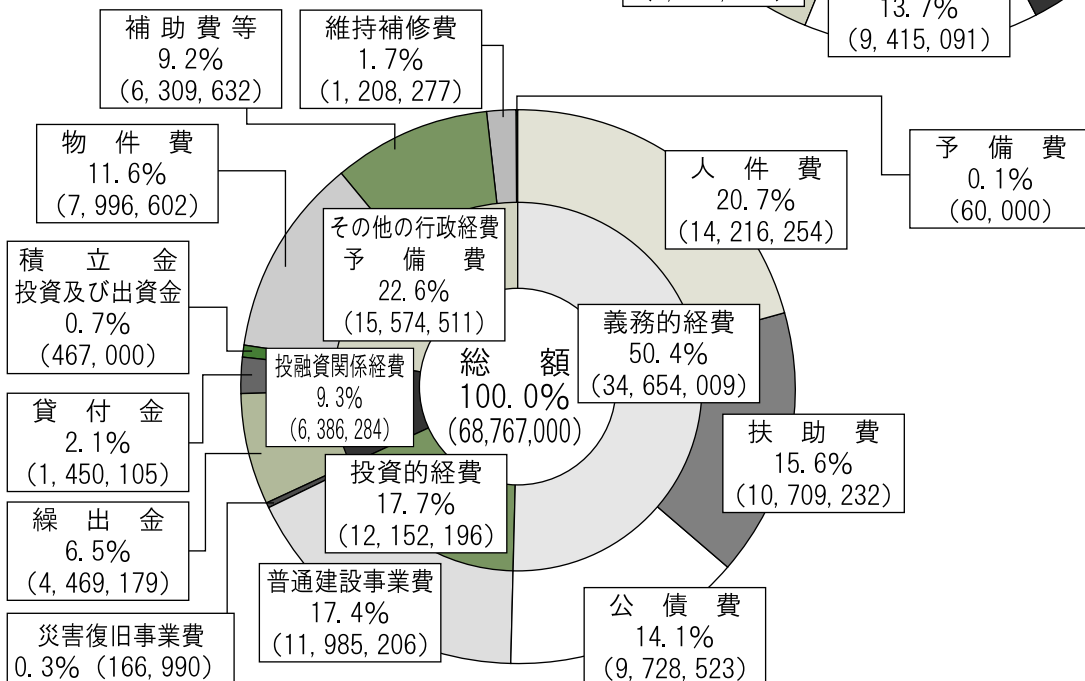 13.7%
(9,415,091)
補助費等
9.2%
(6,309,632)
維持補修費
1.7%
(1,208,277)
予備費
0.1%
(60,000)
人件費
20.7%
(14,216,254)
物件費
11.6%
(7,996,602)
その他の行政経費
予備費
22.6%
(15,574,511)
積立金
投資及び出資金
0.7%
(467,000)
義務的経費
50.4%
(34,654,009)
総額
100.0%
(68,767,000)
投融資関係経費
9.3%
(6,386,284)
貸付金
2.1%
(1,450,105)
扶助費
15.6%
(10,709,232)
投資的経費
17.7%
(12,152,196)
繰出金
6.5%
(4,469,179)
普通建設事業費
17.4%
(11,985,206)
公債費
14.1%
(9,728,523)
災害復旧事業費
0.3% (166,990)